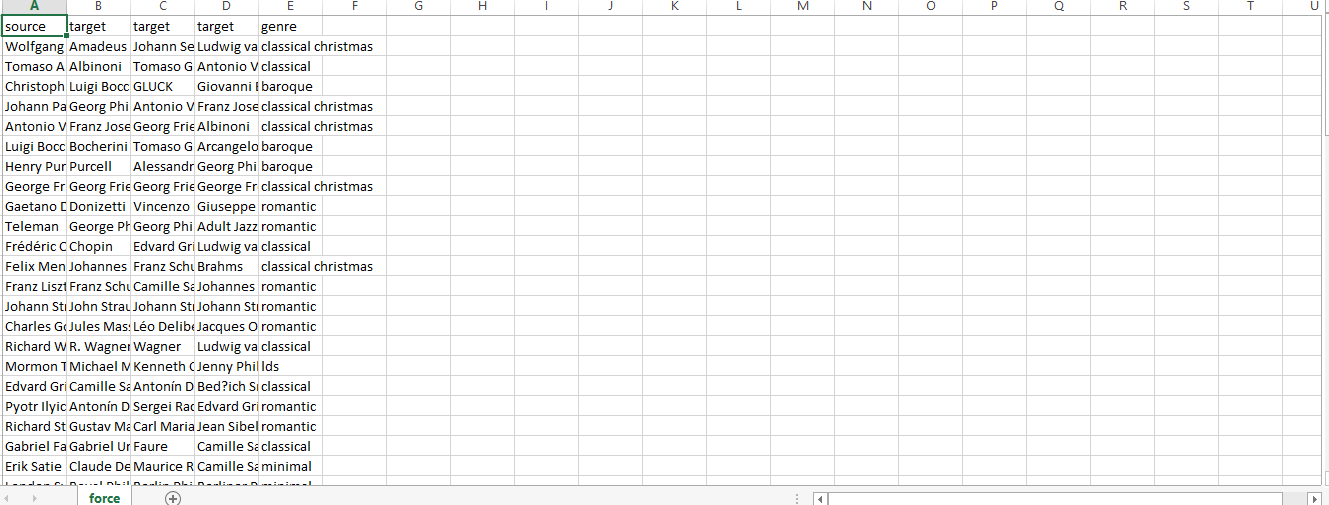 A B C D E F G H I J K L M N O P Q R S T U
source target target target genre
Wolfgang Amadeus Johann Se Ludwig va classical christmas
Tomaso A Albinoni Tomaso G Antonio V classical
Christoph Luigi Bocc GLUCK Giovanni baroque
Johann Pa Georg Phi Antonio V Franz Jose classical christmas
Antonio V Franz Jose Georg Frie Albinoni classical christmas
Luigi Bocc Bocherini Tomaso G Arcangelo baroque
Henry Pur Purcell Alessandr Georg Phi baroque
George Fr Georg Frie Georg Frie George Fr classical christmas
Gaetano D Donizetti Vincenzo Giuseppe romantic
Teleman George Ph Georg Phi Adult Jazz romantic
Frédéric C Chopin Edvard Gri Ludwig va classical
Felix Men Johannes Franz Schu Brahms classical christmas
Franz Liszt Franz Schu Camille Sa Johannes romantic
Johann Str John Strau Johann Str Johann Str romantic
Charles Go Jules Mass Léo Delibe Jacques O romantic
Richard W R. Wagner Wagner Ludwig va classical
Mormon T Michael M Kenneth C Jenny Phil lds
Edvard Gri Camille Sa Antonín D Bed?ich S classical
Pyotr Ilyic Antonín D Sergei Rac Edvard Gri romantic
Richard St Gustav Ma Carl Maria Jean Sibel romantic
Gabriel Fa Gabriel Ur Faure Camille Sa classical
Erik Satie Claude De Maurice R Camille Sa minimal
force